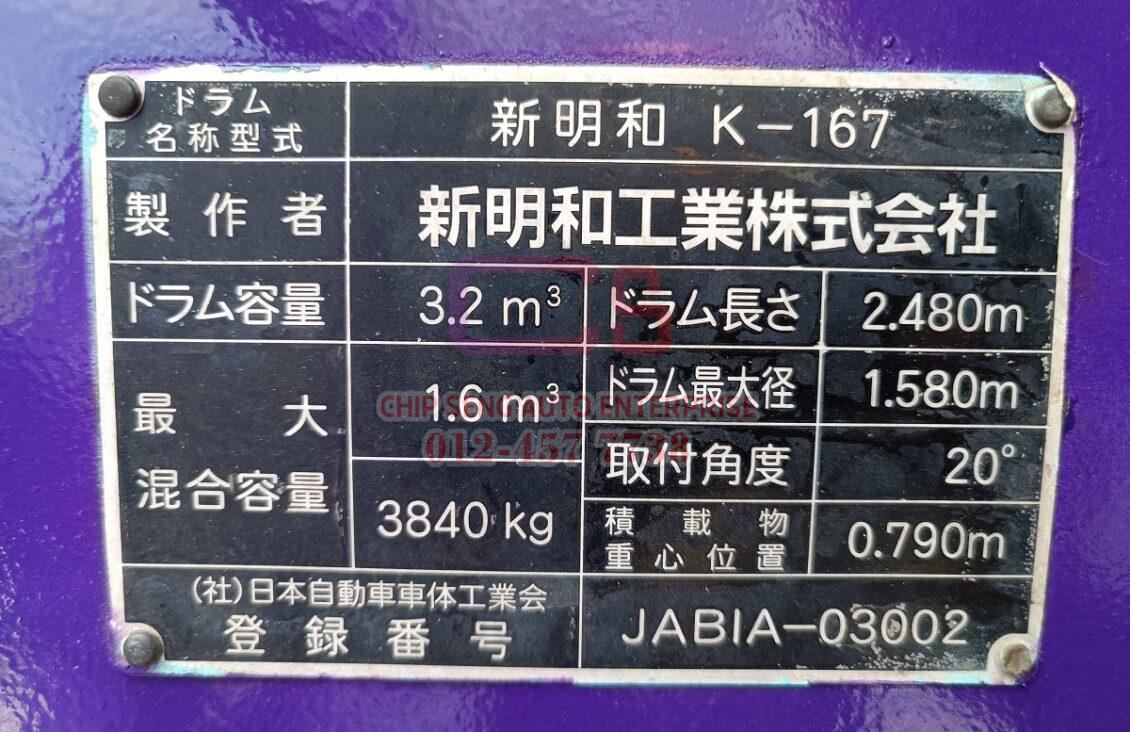 ドラム
名称型式
新明和 K-167
製作者
新明和工業株式会社
ドラム容量
3.2 m³
ドラム長さ
2.480m
最大
混合容量
1.6 m³
3840 kg
ドラム最大径
1.580m
取付角度
20°
積載物
重心位置
0.790m
(社)日本自動車車体工業会
登録番号
JABIA-03002
CHIP SENG AUTO ENTERPRISE
012-457 7738